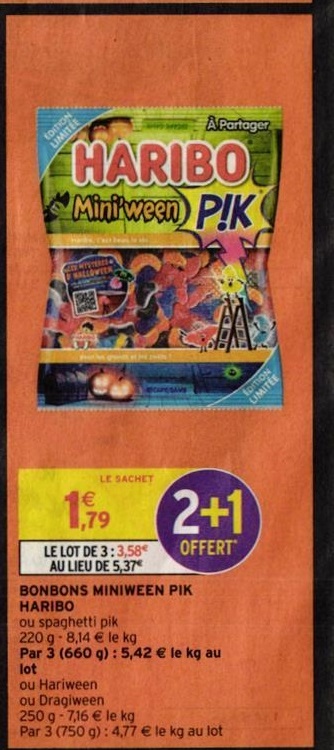 À Partager
ÉDITION
LIMITÉE
HARIBO
Mini'ween P!K
D'HALLOWEEN
ÉDITION
LIMITÉE
LE SACHET
1,79 €
2+1
OFFERT*
LE LOT DE 3 : 3,58€
AU LIEU DE 5,37€
BONBONS MINIWEEN PIK
HARIBO
ou spaghetti pik
220 g - 8,14 € le kg
Par 3 (660 g) : 5,42 € le kg au
lot
ou Hariween
ou Dragiween
250 g - 7,16 € le kg
Par 3 (750 g) : 4,77 € le kg au lot